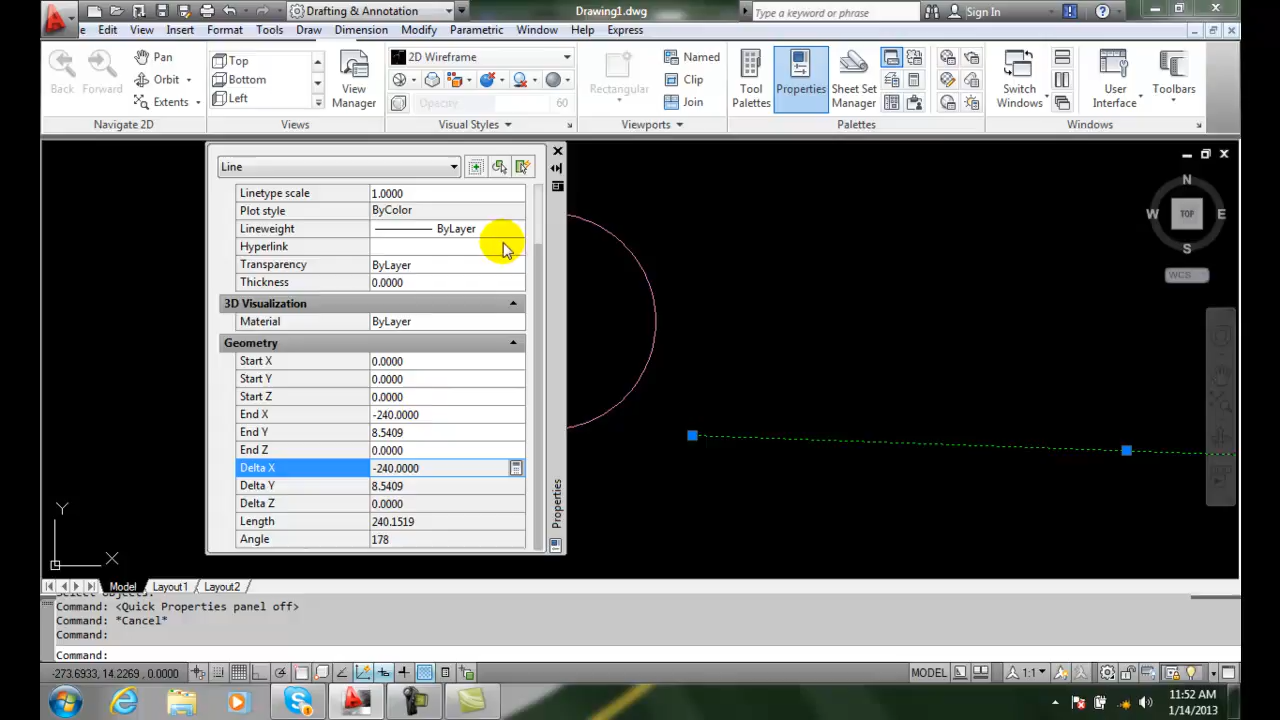 Drafting & Annotation
Drawing1.dwg
Type a keyword or phrase
Sign In
Edit View Insert Format Tools Draw Dimension Modify Parametric Window Help Express
Back
Forward
Pan
Orbit
Extents
Navigate 2D
Top
Bottom
Left
Views
View
Manager
2D Wireframe
Opacity 60
Visual Styles
Rectangular
Named
Clip
Join
Viewports
Tool
Palettes
Properties
Sheet Set
Manager
Palettes
Switch
Windows
User
Interface
Toolbars
Windows
Line
Linetype scale 1.0000
Plot style ByColor
Lineweight ByLayer
Hyperlink
Transparency ByLayer
Thickness 0.0000
3D Visualization
Material ByLayer
Geometry
Start X 0.0000
Start Y 0.0000
Start Z 0.0000
End X -240.0000
End Y 8.5409
End Z 0.0000
Delta X -240.0000
Delta Y 8.5409
Delta Z 0.0000
Length 240.1519
Angle 178
Properties
N
W TOP E
S
WCS
Y
X
Model Layout1 Layout2
Select objects:
Command: <Quick Properties panel off>
Command: *Cancel*
Command:
Command:
-273.6933, 14.2269 , 0.0000
MODEL
1:1
11:52 AM
1/14/2013